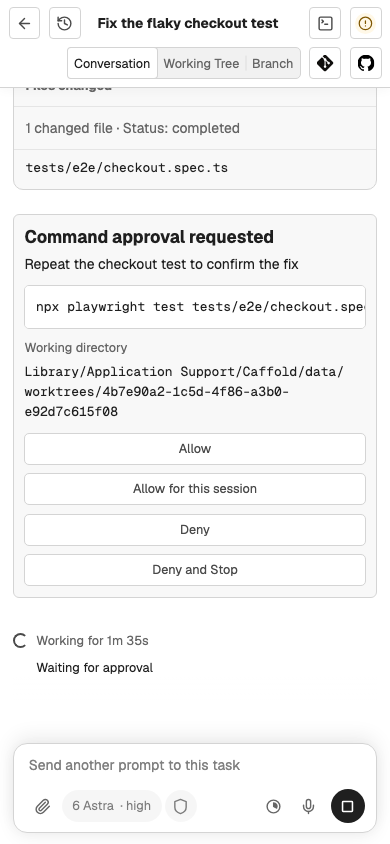 Fix the flaky checkout test
Conversation
Working Tree
Branch
Files changed
1 changed file · Status: completed
tests/e2e/checkout.spec.ts
Command approval requested
Repeat the checkout test to confirm the fix
npx playwright test tests/e2e/checkout.spe
Working directory
Library/Application Support/Caffold/data/
worktrees/4b7e90a2-1c5d-4f86-a3b0-
e92d7c615f08
Allow
Allow for this session
Deny
Deny and Stop
Working for 1m 35s
Waiting for approval
Send another prompt to this task
6 Astra · high